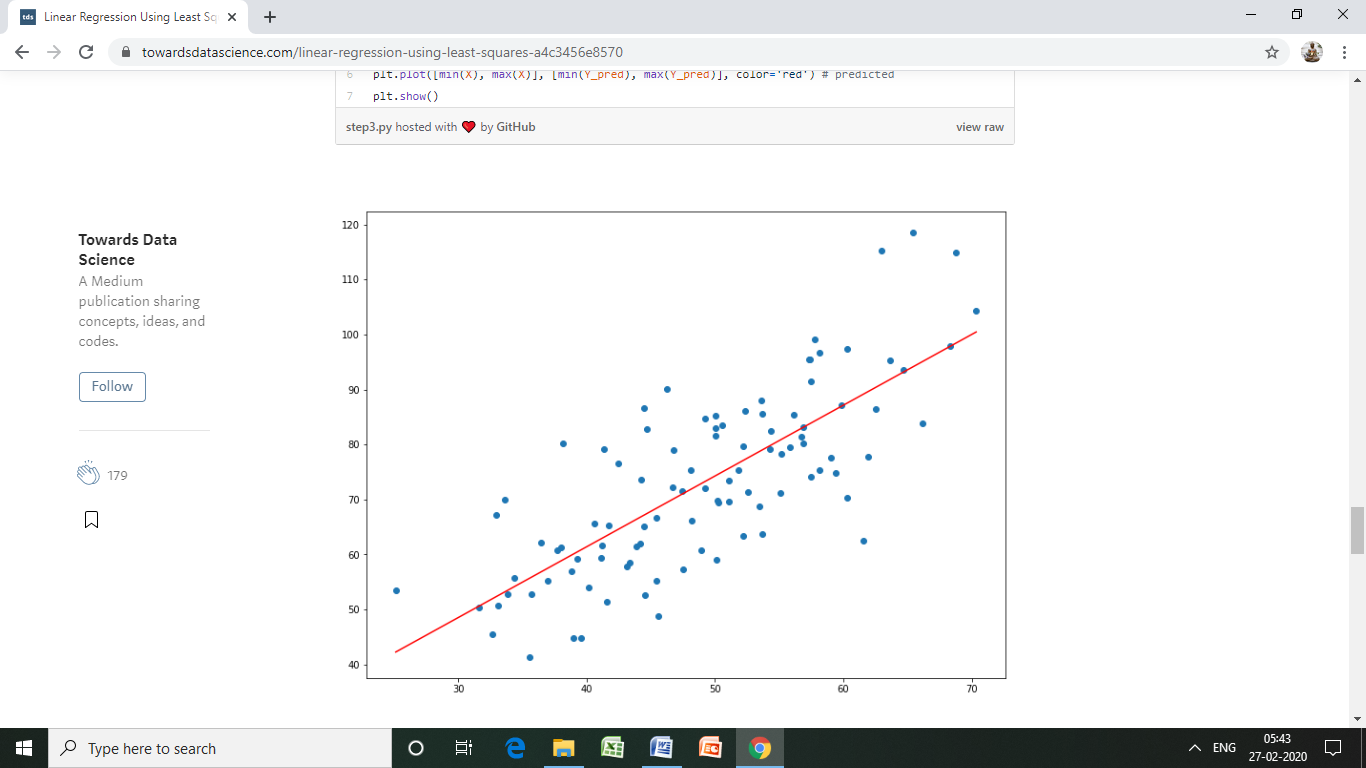 tds Linear Regression Using Least Sq
towardsdatascience.com/linear-regression-using-least-squares-a4c3456e8570
6 plt.plot([min(X), max(X)], [min(Y_pred), max(Y_pred)], color='red') # predicted
7 plt.show()
step3.py hosted with ❤ by GitHub
view raw
Towards Data
Science
A Medium
publication sharing
concepts, ideas, and
codes.
Follow
179
120
110
100
90
80
70
60
50
40
30 40 50 60 70
Type here to search
ENG
05:43
27-02-2020